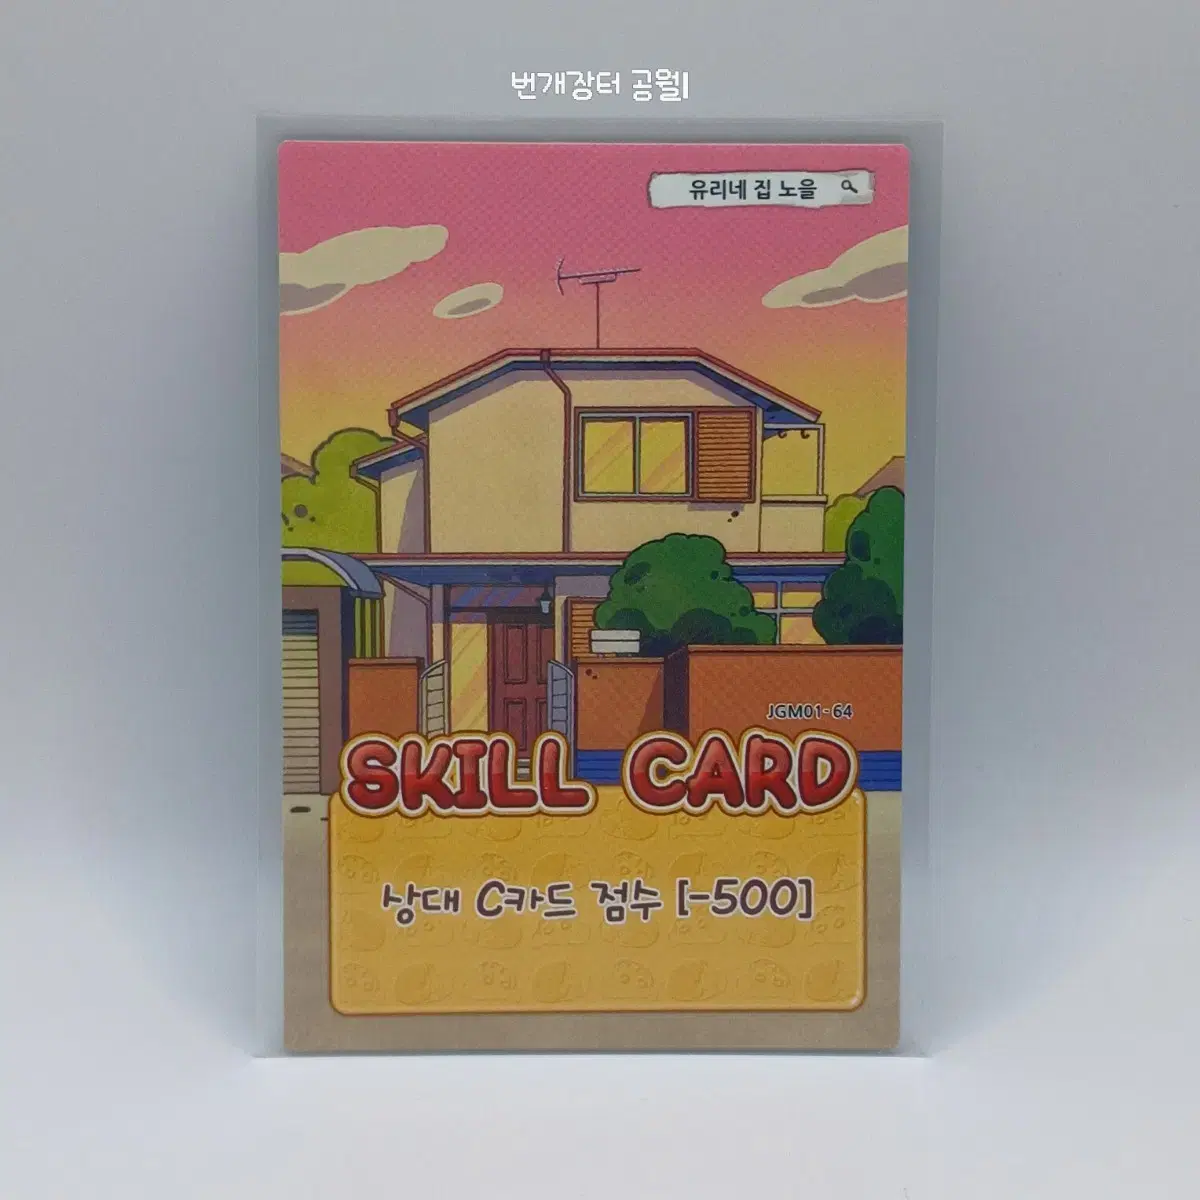 번개장터 공월|
유리네 집 노을
JGM01-64
SKILL CARD
상대 C카드 점수 [-500]